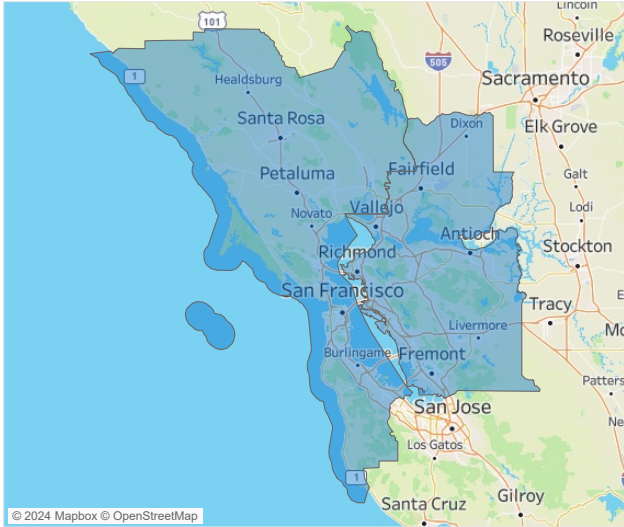 Lincoln
101
Roseville
505
1
Healdsburg
Sacramento
Santa Rosa
Dixon
Elk Grove
Fairfield
Petaluma
Galt
Vallejo
Lodi
Novato
Antioch
Stockton
Richmond
San Francisco
Tracy
Livermore
Burlingame
Fremont
Patters
San Jose
Ne
Los Gatos
1
Gilroy
Santa Cruz
© 2024 Mapbox © OpenStreetMap